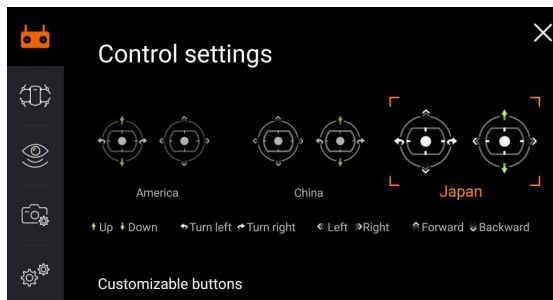 Control settings
America
China
Japan
Up Down Turn left Turn right Left Right Forward Backward
Customizable buttons